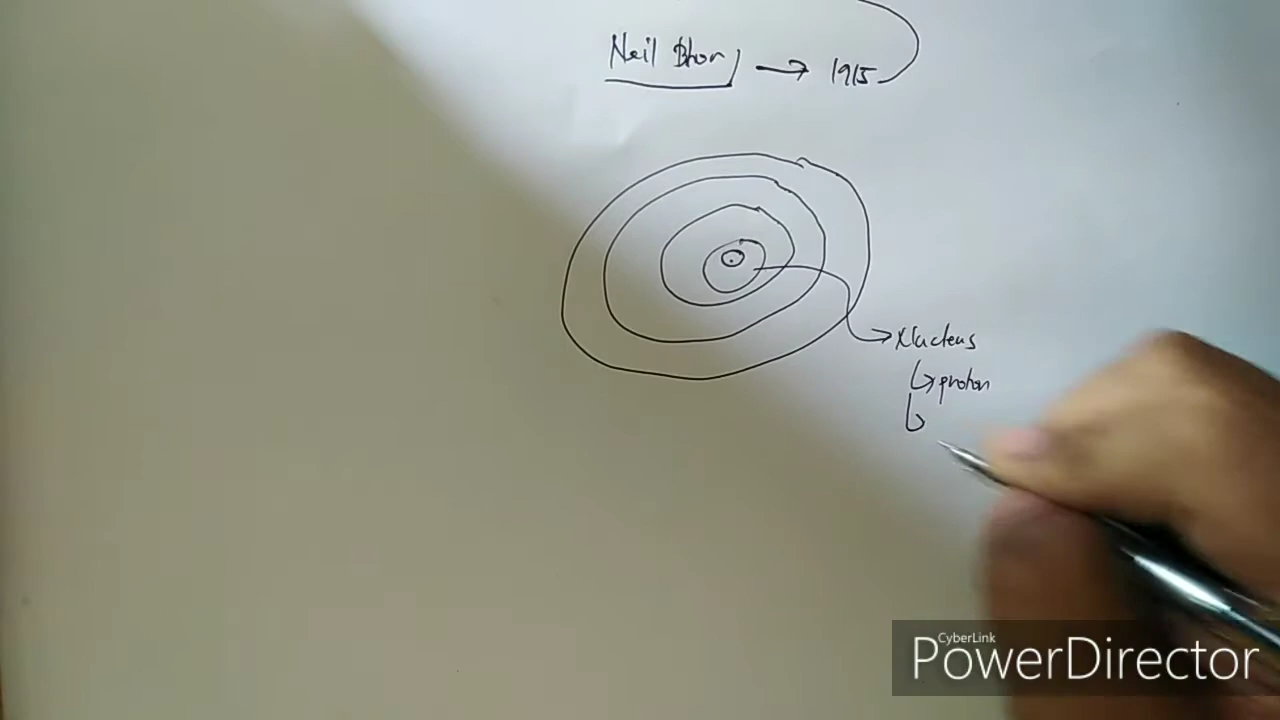 Neil Bhor → 1915
Nucleus
proton
CyberLink
PowerDirector